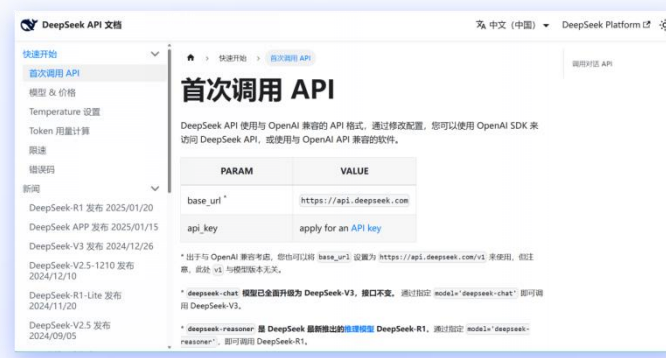 DeepSeek API 文档
中文（中国）
DeepSeek Platform
快速开始
首次调用 API
模型 & 价格
Temperature 设置
Token 用量计算
限速
错误码
新闻
DeepSeek-R1 发布 2025/01/20
DeepSeek APP 发布 2025/01/15
DeepSeek-V3 发布 2024/12/26
DeepSeek-V2.5-1210 发布
2024/12/10
DeepSeek-R1-Lite 发布
2024/11/20
DeepSeek-V2.5 发布
2024/09/05
快速开始 > 首次调用 API
首次调用 API
DeepSeek API 使用与 OpenAI 兼容的 API 格式，通过修改配置，您可以使用 OpenAI SDK 来
访问 DeepSeek API，或使用与 OpenAI API 兼容的软件。
PARAM VALUE
base_url * https://api.deepseek.com
api_key apply for an API key
* 出于与 OpenAI 兼容考虑，您也可以将 base_url 设置为 https://api.deepseek.com/v1 来使用，但注
意，此处 v1 与模型版本无关。
* deepseek-chat 模型已全面升级为 DeepSeek-V3，接口不变。 通过指定 model='deepseek-chat' 即可调
用 DeepSeek-V3。
* deepseek-reasoner 是 DeepSeek 最新推出的推理模型 DeepSeek-R1。通过指定 model='deepseek-
reasoner'，即可调用 DeepSeek-R1。
调用对话 API